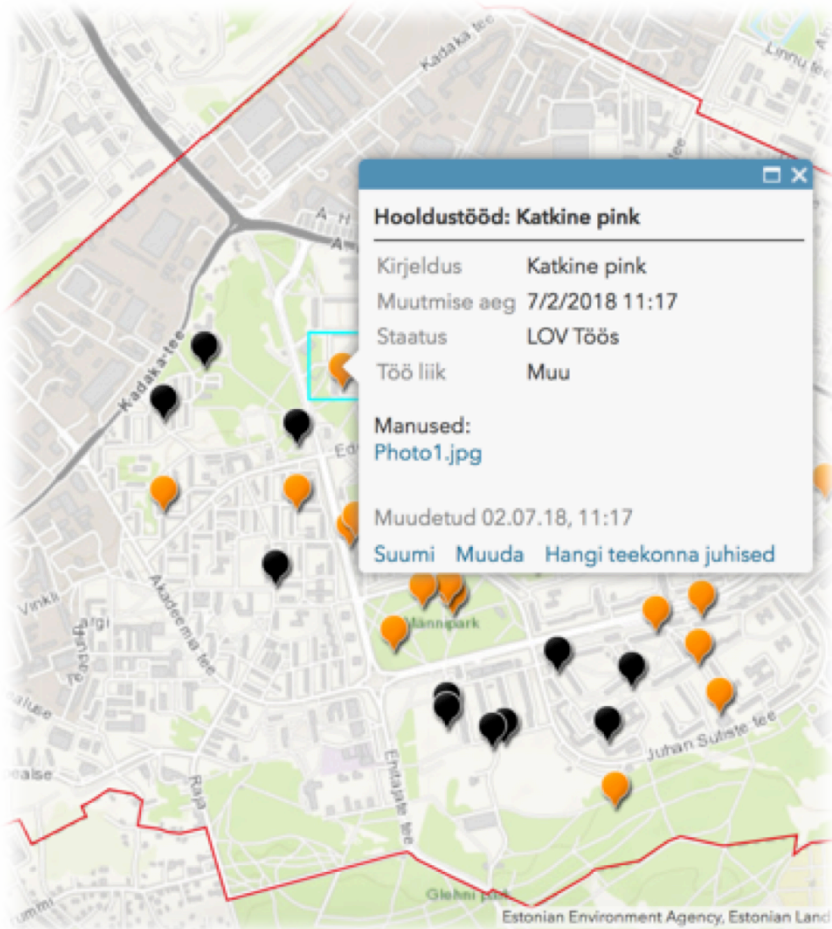 Kadaka tee
Linnu tee
Hooldustööd: Katkine pink
Kirjeldus Katkine pink
Muutmise aeg 7/2/2018 11:17
Staatus LOV Töös
Töö liik Muu
Manused:
Photo1.jpg
Muudetud 02.07.18, 11:17
Suumi Muuda Hangi teekonna juhised
Kadaka-tee
Akadeemia tee
Männipark
Juhan Sütiste tee
Raja
Ehitajate tee
Glehni park
Estonian Environment Agency, Estonian Land